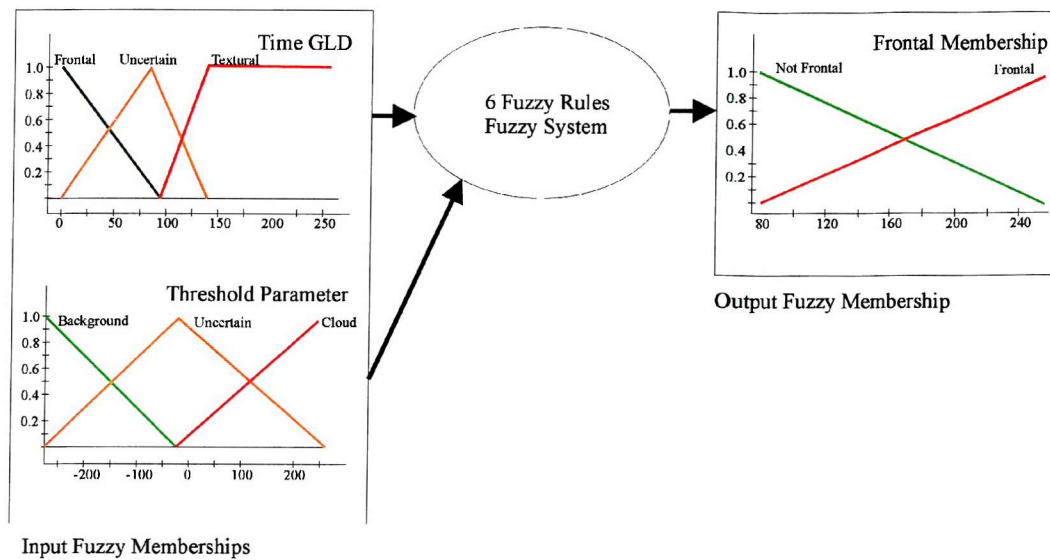 Time GLD
Frontal Uncertain Textural
1.0
0.8
0.6
0.4
0.2
0 50 100 150 200 250
Threshold Parameter
Background Uncertain Cloud
1.0
0.8
0.6
0.4
0.2
-200 -100 0 100 200
Input Fuzzy Memberships
6 Fuzzy Rules
Fuzzy System
Frontal Membership
Not Frontal Frontal
1.0
0.8
0.6
0.4
0.2
80 120 160 200 240
Output Fuzzy Membership